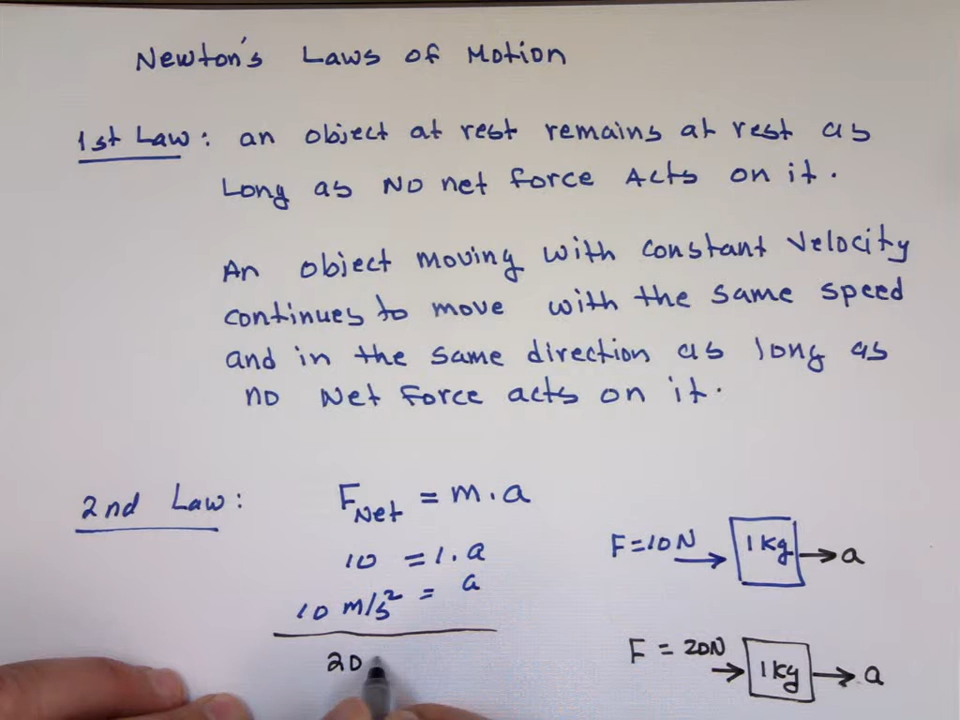 Newton's Laws of Motion
1st Law: an object at rest remains at rest as
Long as NO net force Acts on it.
An object moving with constant Velocity
continues to move with the same speed
and in the same direction as long as
no Net force acts on it.
2nd Law: F Net = m.a
10 = 1.a
10 m/s² = a
20
F=10N 1kg a
F = 20N 1kg a